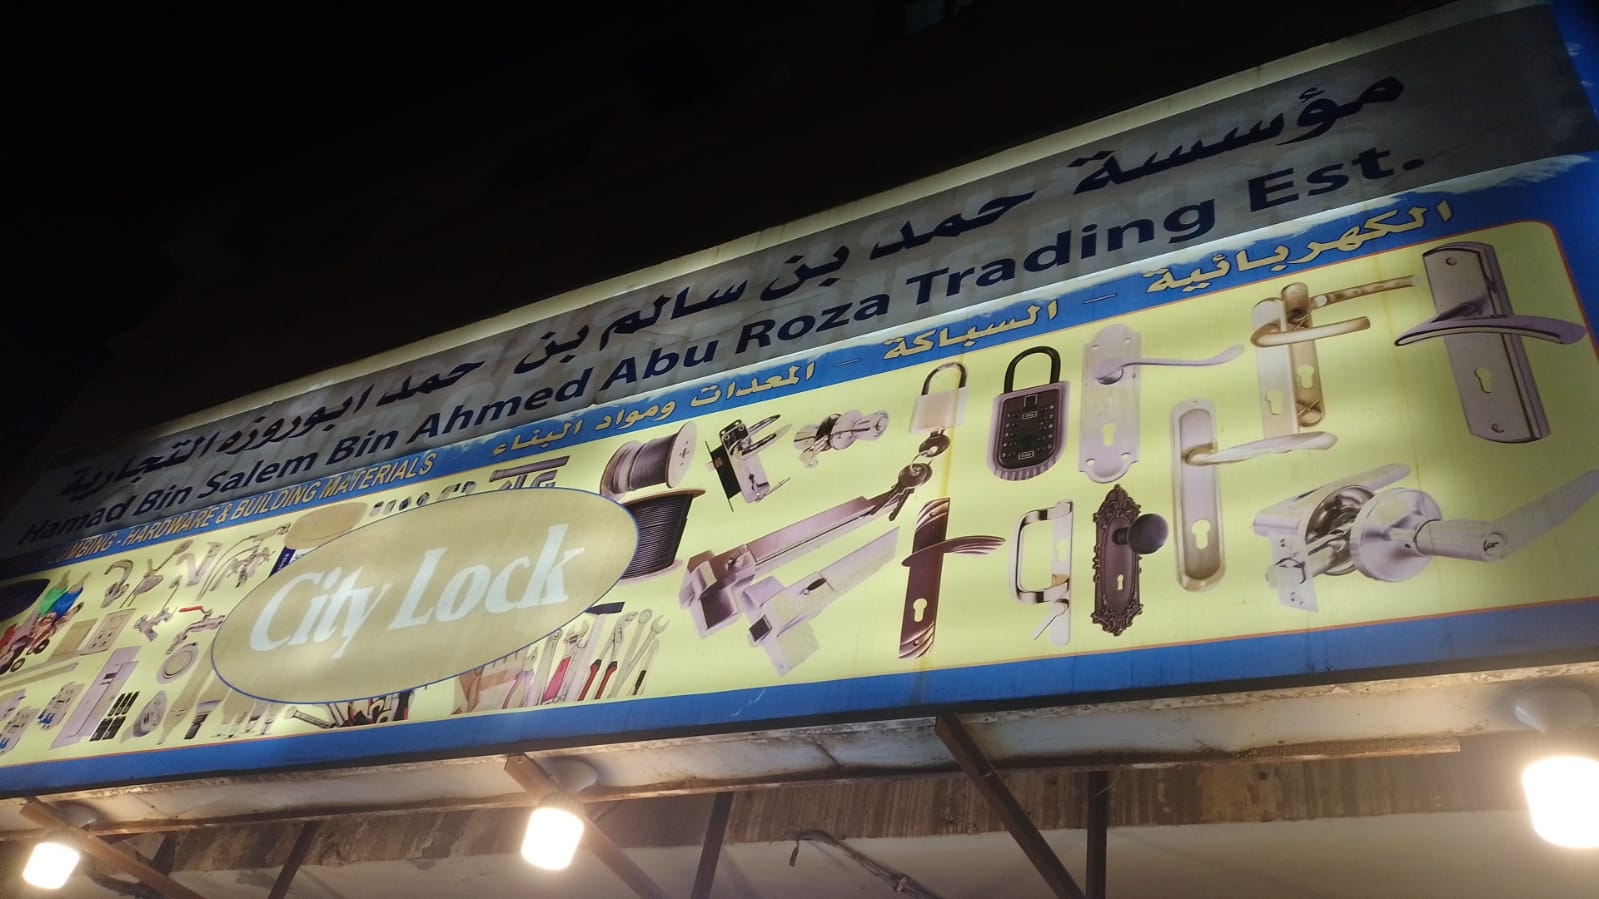 مؤسسة حمد بن سالم بن حمد ابوروزه التجارية
Hamad Bin Salem Bin Ahmed Abu Roza Trading Est.
الكهربائية - السباكة - المعدات ومواد البناء
- HARDWARE & BUILDING MATERIALS
City Lock